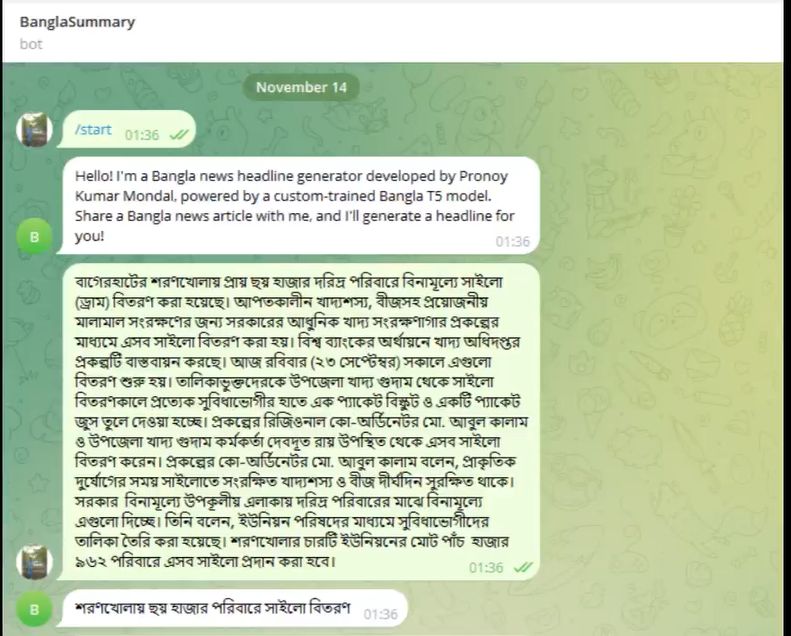 BanglaSummary
bot
November 14
/start 01:36
Hello! I'm a Bangla news headline generator developed by Pronoy
Kumar Mondal, powered by a custom-trained Bangla T5 model.
Share a Bangla news article with me, and I'll generate a headline for
you! 01:36
B
বাগেরহাটের শরণখোলায় প্রায় ছয় হাজার দরিদ্র পরিবারে বিনামূল্যে সাইলো
(ড্রাম) বিতরণ করা হয়েছে। আপতকালীন খাদ্যশস্য, বীজসহ প্রয়োজনীয়
মালামাল সংরক্ষণের জন্য সরকারের আধুনিক খাদ্য সংরক্ষণাগার প্রকল্পের
মাধ্যমে এসব সাইলো বিতরণ করা হয়। বিশ্ব ব্যাংকের অর্থায়নে খাদ্য অধিদপ্তর
প্রকল্পটি বাস্তবায়ন করছে। আজ রবিবার (২৩ সেপ্টেম্বর) সকালে এগুলো
বিতরণ শুরু হয়। তালিকাভুক্তদেরকে উপজেলা খাদ্য গুদাম থেকে সাইলো
বিতরণকালে প্রত্যেক সুবিধাভোগীর হাতে এক প্যাকেট বিস্কুট ও একটি প্যাকেট
জুস তুলে দেওয়া হচ্ছে। প্রকল্পের রিজিওনাল কো-অর্ডিনেটর মো. আবুল কালাম
ও উপজেলা খাদ্য গুদাম কর্মকর্তা দেবদূত রায় উপস্থিত থেকে এসব সাইলো
বিতরণ করেন। প্রকল্পের কো-অর্ডিনেটর মো. আবুল কালাম বলেন, প্রাকৃতিক
দুর্যোগের সময় সাইলোতে সংরক্ষিত খাদ্যশস্য ও বীজ দীর্ঘদিন সুরক্ষিত থাকে।
সরকার বিনামূল্যে উপকূলীয় এলাকায় দরিদ্র পরিবারের মাঝে বিনামূল্যে
এগুলো দিচ্ছে। তিনি বলেন, ইউনিয়ন পরিষদের মাধ্যমে সুবিধাভোগীদের
তালিকা তৈরি করা হয়েছে। শরণখোলার চারটি ইউনিয়নের মোট পাঁচ হাজার
৯৬২ পরিবারে এসব সাইলো প্রদান করা হবে। 01:36
B
শরণখোলায় ছয় হাজার পরিবারে সাইলো বিতরণ 01:36